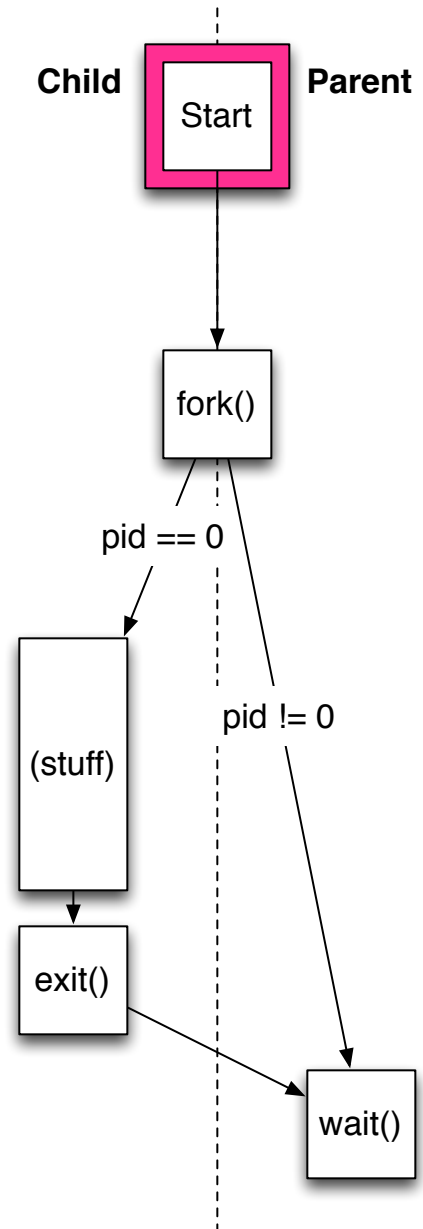 Child
Parent
Start
fork()
pid == 0
pid != 0
(stuff)
exit()
wait()